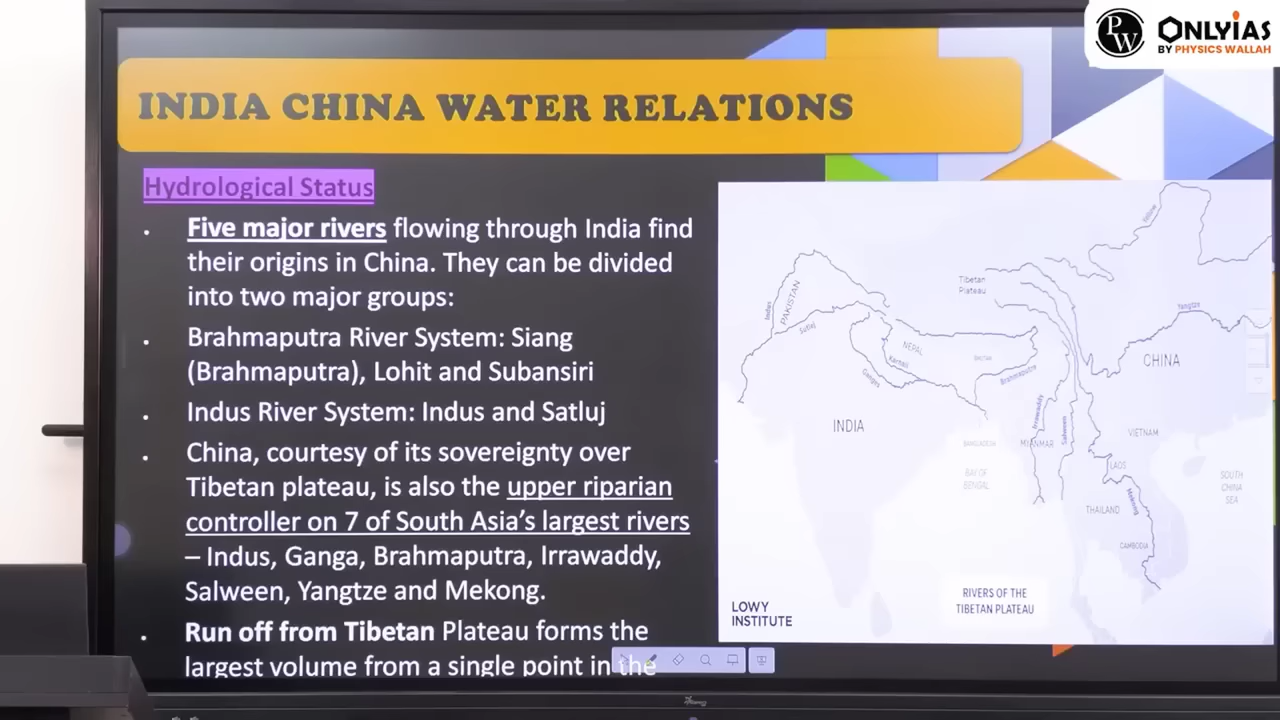 PW
ONLYIAS
BY PHYSICS WALLAH
INDIA CHINA WATER RELATIONS
Hydrological Status
Five major rivers flowing through India find
their origins in China. They can be divided
into two major groups:
Brahmaputra River System: Siang
(Brahmaputra), Lohit and Subansiri
Indus River System: Indus and Satluj
China, courtesy of its sovereignty over
Tibetan plateau, is also the upper riparian
controller on 7 of South Asia's largest rivers
– Indus, Ganga, Brahmaputra, Irrawaddy,
Salween, Yangtze and Mekong.
Run off from Tibetan Plateau forms the
largest volume from a single point in the
Yellow
Tibetan
Plateau
Indus
PAKISTAN
Sutlej
Yangtze
NEPAL
Karnali
Ganges
BHUTAN
Brahmaputra
CHINA
INDIA
Irrawaddy
Salween
MYANMAR
BANGLADESH
VIETNAM
BAY OF
BENGAL
LAOS
SOUTH
CHINA
SEA
THAILAND
Mekong
CAMBODIA
RIVERS OF THE
TIBETAN PLATEAU
LOWY
INSTITUTE